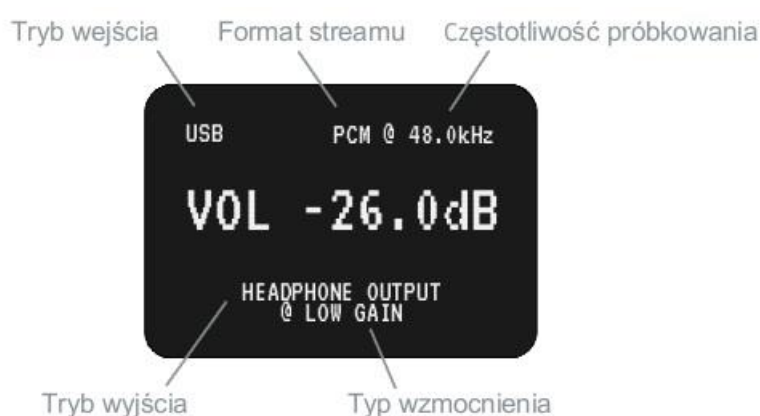 Tryb wejścia Format streamu Częstotliwość próbkowania
USB PCM @ 48.0kHz
VOL -26.0dB
HEADPHONE OUTPUT
@ LOW GAIN
Tryb wyjścia Typ wzmocnienia